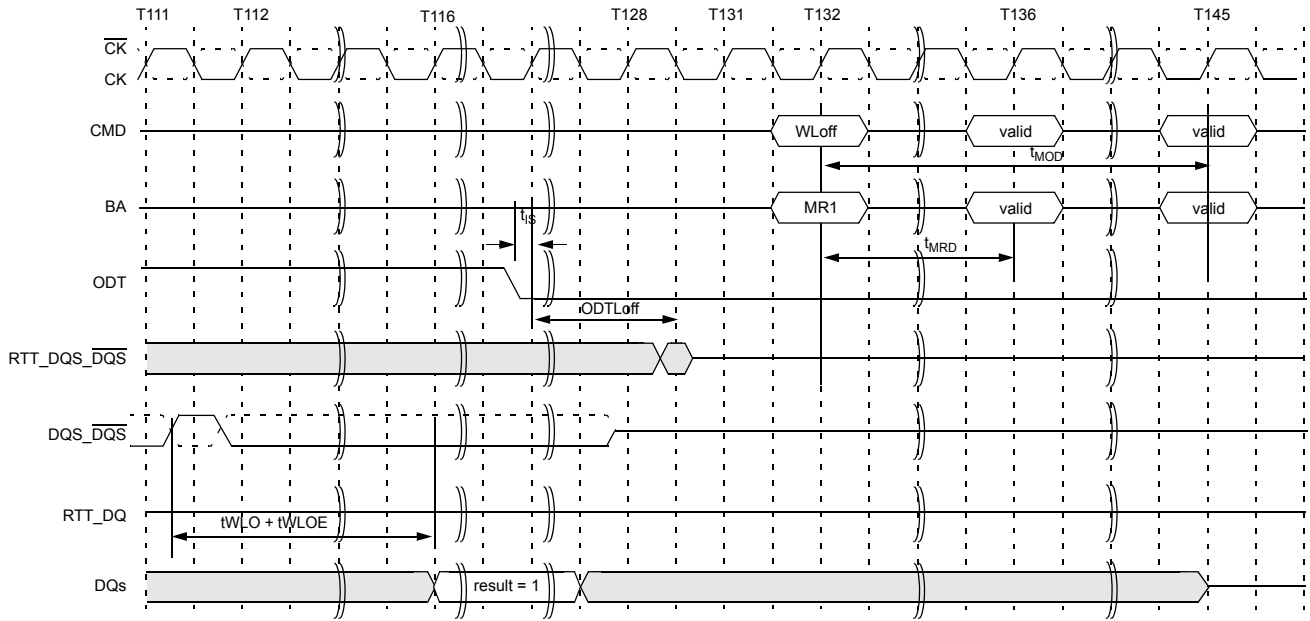 T111 T112 T116 T128 T131 T132 T136 T145
CK
CK
CMD WLoff valid valid
tMOD
BA MR1 valid valid
tIS
tMRD
ODT
ODTLoff
RTT_DQS_DQS
DQS_DQS
RTT_DQ
tWLO + tWLOE
DQs result = 1